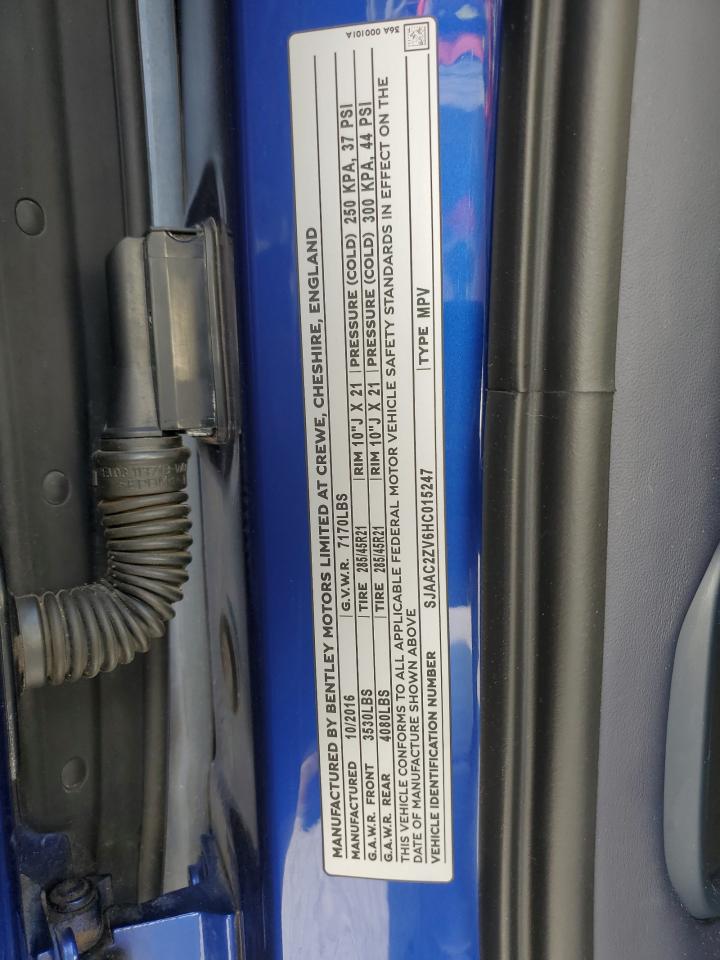 MANUFACTURED BY BENTLEY MOTORS LIMITED AT CREWE, CHESHIRE, ENGLAND
MANUFACTURED 10/2016 G.V.W.R. 7170LBS
G.A.W.R. FRONT 3530LBS TIRE 285/45R21 RIM 10"J X 21 PRESSURE (COLD) 250 KPA, 37 PSI
G.A.W.R. REAR 4080LBS TIRE 285/45R21 RIM 10"J X 21 PRESSURE (COLD) 300 KPA, 44 PSI
THIS VEHICLE CONFORMS TO ALL APPLICABLE FEDERAL MOTOR VEHICLE SAFETY STANDARDS IN EFFECT ON THE
DATE OF MANUFACTURE SHOWN ABOVE
VEHICLE IDENTIFICATION NUMBER SJAAC2ZV6HC015247 TYPE MPV
36A 000101A